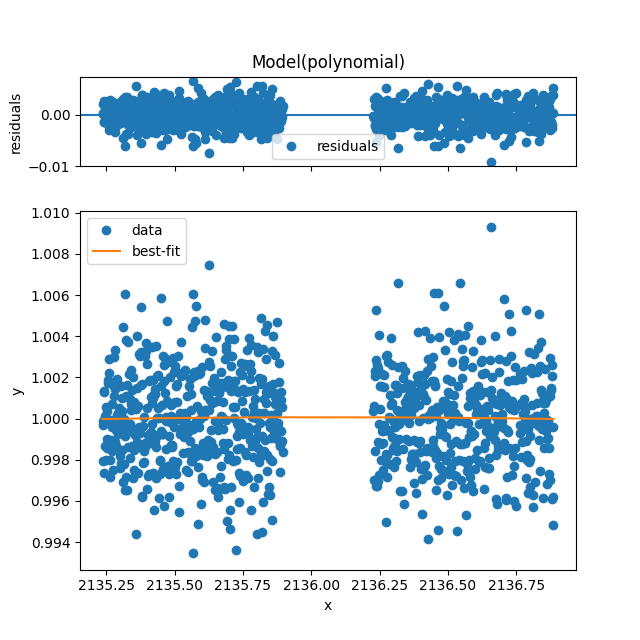 Model(polynomial)
residuals
0.00
−0.01
residuals
1.010
1.008
1.006
1.004
1.002
1.000
0.998
0.996
0.994
y
data
best-fit
2135.25 2135.50 2135.75 2136.00 2136.25 2136.50 2136.75
x